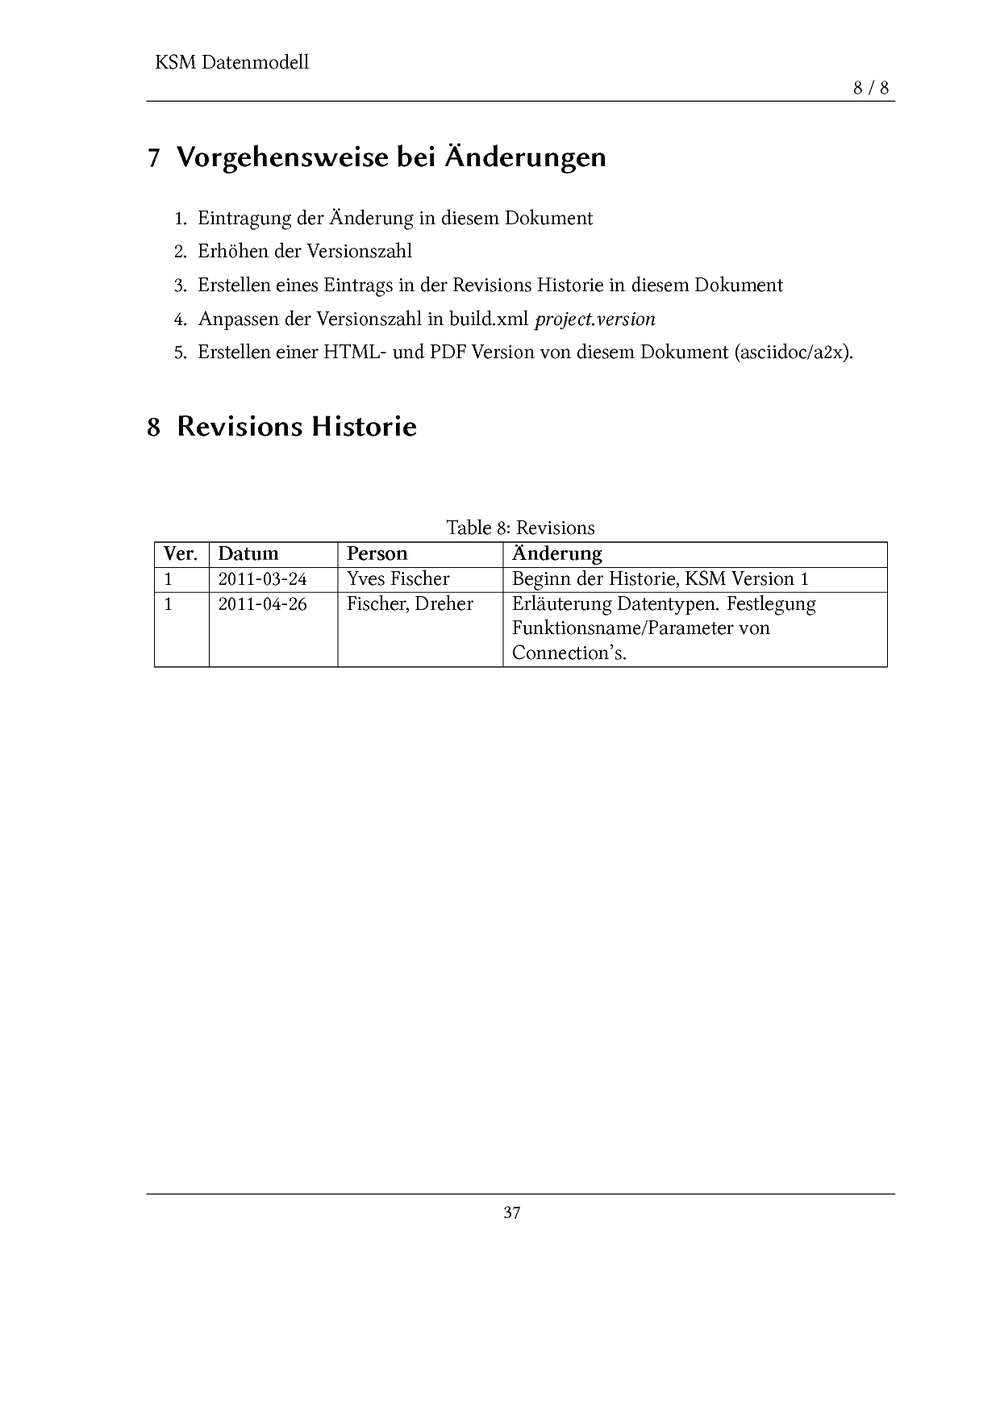 KSM Datenmodell
8 / 8
7 Vorgehensweise bei Änderungen
1. Eintragung der Änderung in diesem Dokument
2. Erhöhen der Versionszahl
3. Erstellen eines Eintrags in der Revisions Historie in diesem Dokument
4. Anpassen der Versionszahl in build.xml project.version
5. Erstellen einer HTML- und PDF Version von diesem Dokument (asciidoc/a2x).
8 Revisions Historie
Table 8: Revisions
Ver. Datum Person Änderung
1 2011-03-24 Yves Fischer Beginn der Historie, KSM Version 1
1 2011-04-26 Fischer, Dreher Erläuterung Datentypen. Festlegung
Funktionsname/Parameter von
Connection's.
37